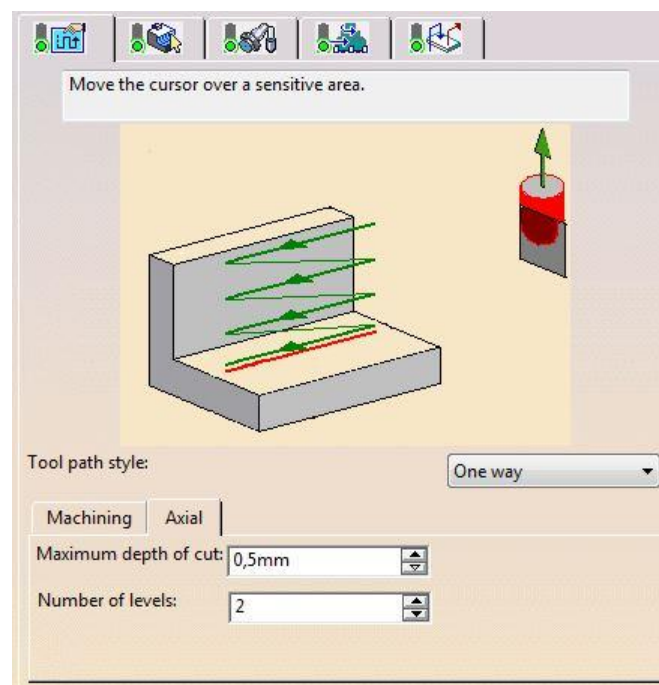 Move the cursor over a sensitive area.
Tool path style:
One way
Machining
Axial
Maximum depth of cut:
0,5mm
Number of levels:
2